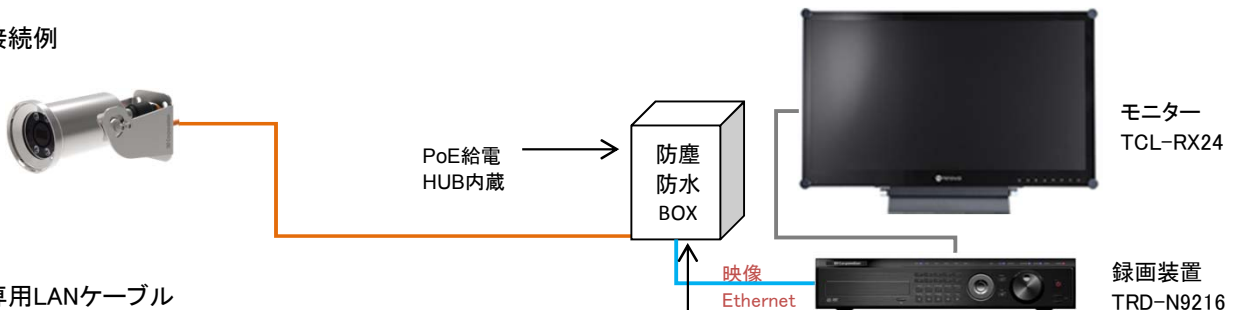 接続例
モニター
TCL-RX24
PoE給電
HUB内蔵
防塵
防水
BOX
映像
Ethernet
録画装置
TRD-N9216
専用LANケーブル